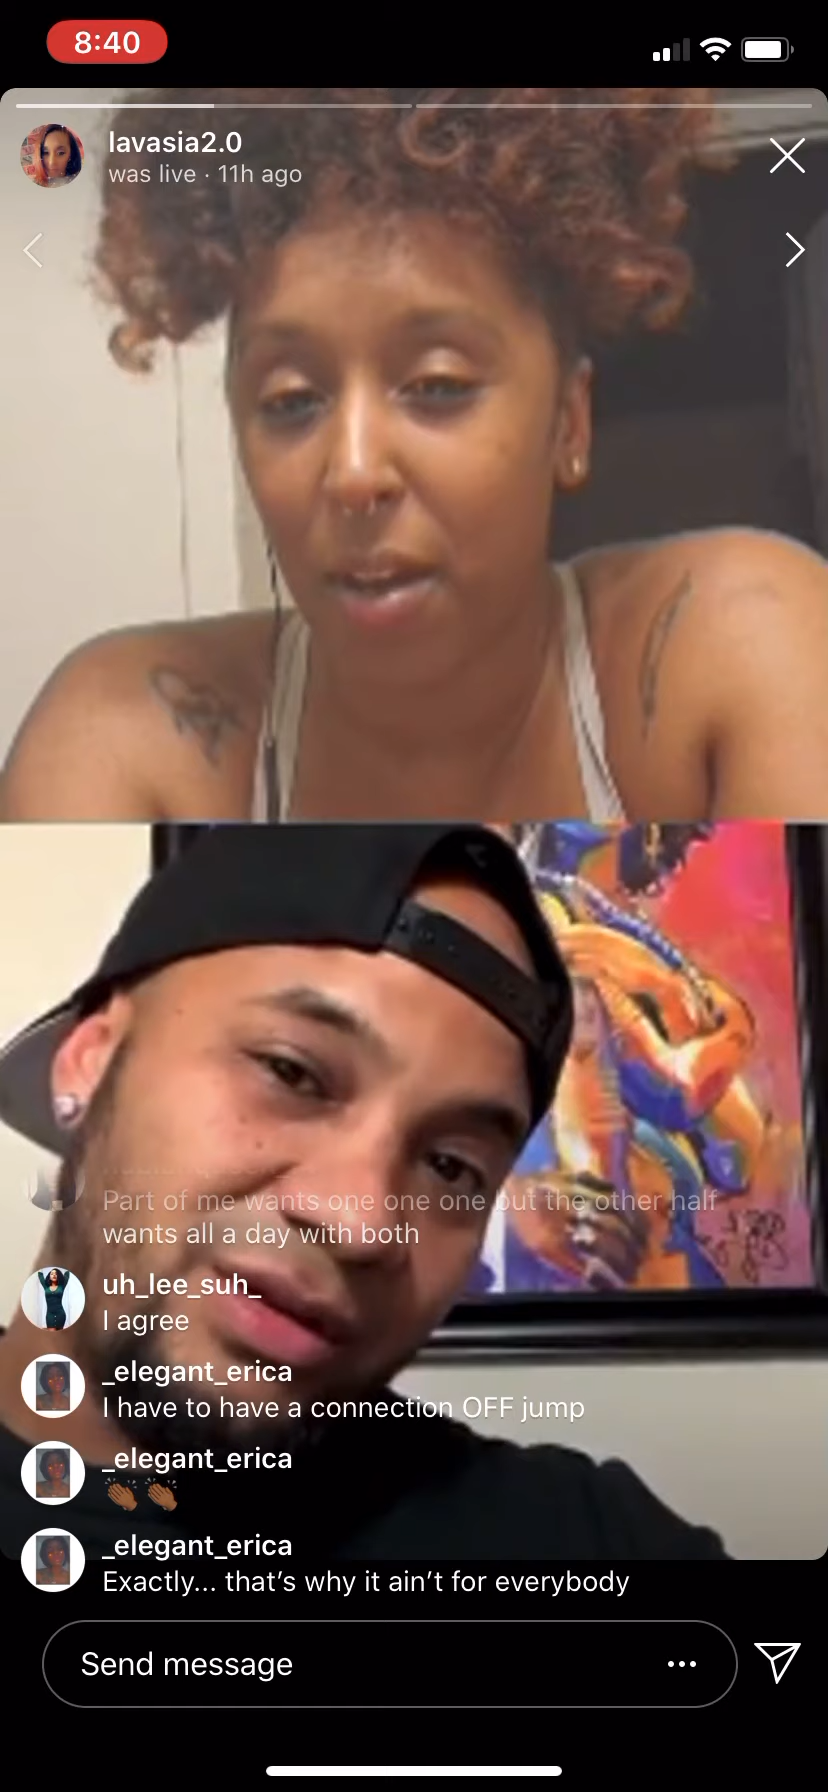 8:40
lavasia2.0
was live · 11h ago
Part of me wants one one one but the other half
wants all a day with both
uh_lee_suh_
I agree
_elegant_erica
I have to have a connection OFF jump
_elegant_erica
👏🏾👏🏾
_elegant_erica
Exactly... that's why it ain't for everybody
Send message